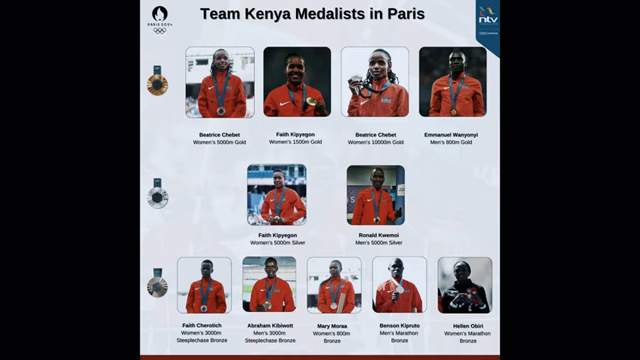 Team Kenya Medalists in Paris
PARIS 2024
ntv
Beatrice Chebet
Women's 5000m Gold
Faith Kipyegon
Women's 1500m Gold
Beatrice Chebet
Women's 10000m Gold
Emmanuel Wanyonyi
Men's 800m Gold
Faith Kipyegon
Women's 5000m Silver
Ronald Kwemoi
Men's 5000m Silver
Faith Cherotich
Women's 3000m
Steeplechase Bronze
Abraham Kibiwott
Men's 3000m
Steeplechase Bronze
Mary Moraa
Women's 800m
Bronze
Benson Kipruto
Men's Marathon
Bronze
Hellen Obiri
Women's Marathon
Bronze